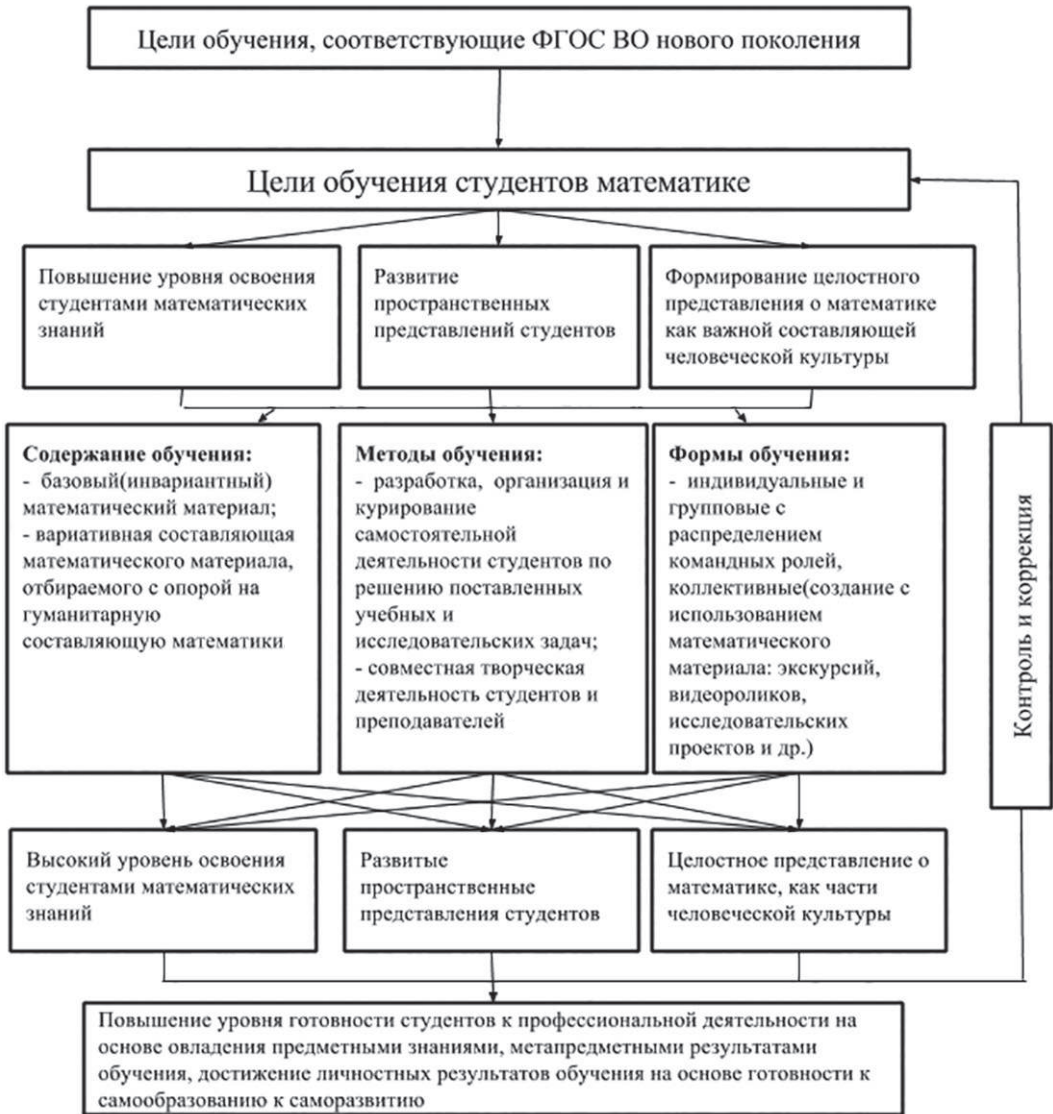 Цели обучения, соответствующие ФГОС ВО нового поколения
Цели обучения студентов математике
Повышение уровня освоения
студентами математических
знаний
Развитие
пространственных
представлений студентов
Формирование целостного
представления о математике
как важной составляющей
человеческой культуры
Содержание обучения:
- базовый(инвариантный)
математический материал;
- вариативная составляющая
математического материала,
отбираемого с опорой на
гуманитарную
составляющую математики
Методы обучения:
- разработка, организация и
курирование
самостоятельной
деятельности студентов по
решению поставленных
учебных и
исследовательских задач;
- совместная творческая
деятельность студентов и
преподавателей
Формы обучения:
- индивидуальные и
групповые с
распределением
командных ролей,
коллективные(создание с
использованием
математического
материала: экскурсий,
видеороликов,
исследовательских
проектов и др.)
Контроль и коррекция
Высокий уровень освоения
студентами математических
знаний
Развитые
пространственные
представления студентов
Целостное представление о
математике, как части
человеческой культуры
Повышение уровня готовности студентов к профессиональной деятельности на
основе овладения предметными знаниями, метапредметными результатами
обучения, достижение личностных результатов обучения на основе готовности к
самообразованию к саморазвитию